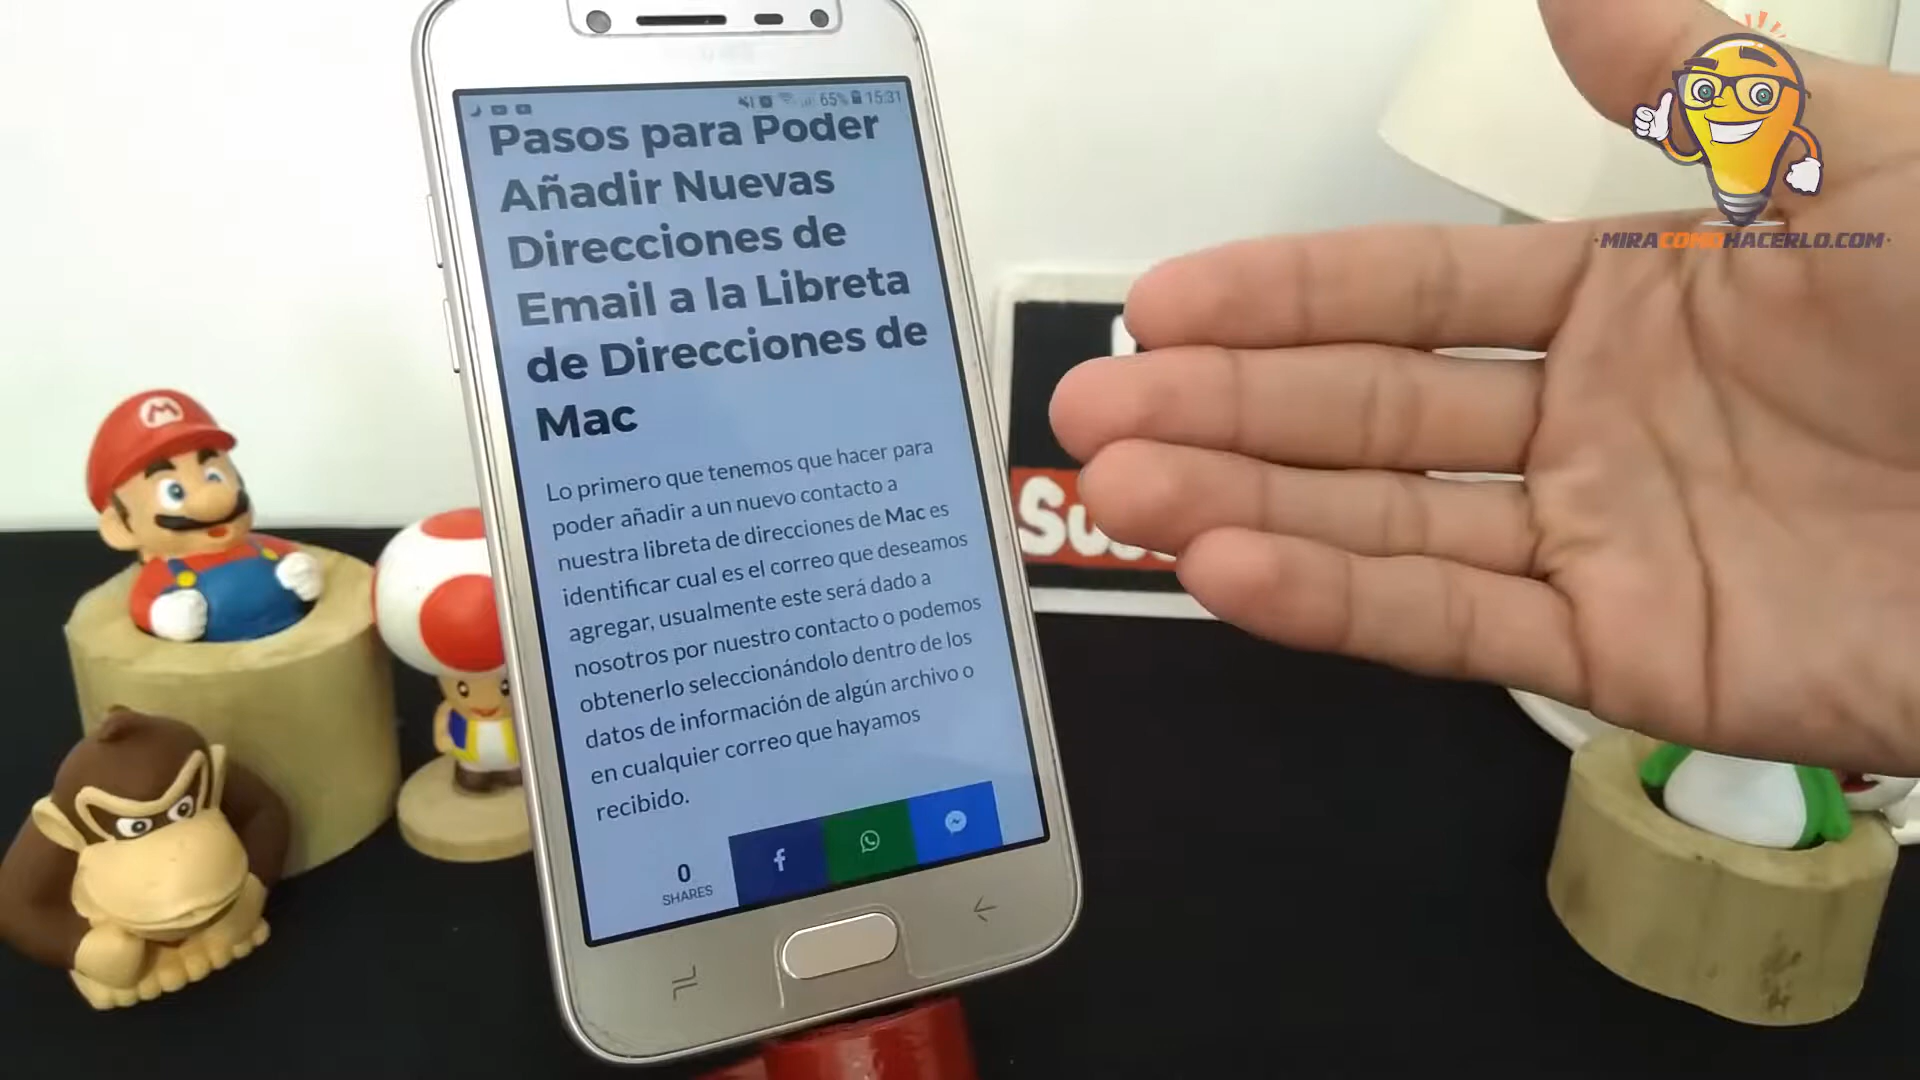 65% 15:31
Pasos para Poder
Añadir Nuevas
Direcciones de
Email a la Libreta
de Direcciones de
Mac
Lo primero que tenemos que hacer para
poder añadir a un nuevo contacto a
nuestra libreta de direcciones de Mac es
identificar cual es el correo que deseamos
agregar, usualmente este será dado a
nosotros por nuestro contacto o podemos
obtenerlo seleccionándolo dentro de los
datos de información de algún archivo o
en cualquier correo que hayamos
recibido.
0
SHARES
f
M
·MIRACOMOHACERLO.COM·